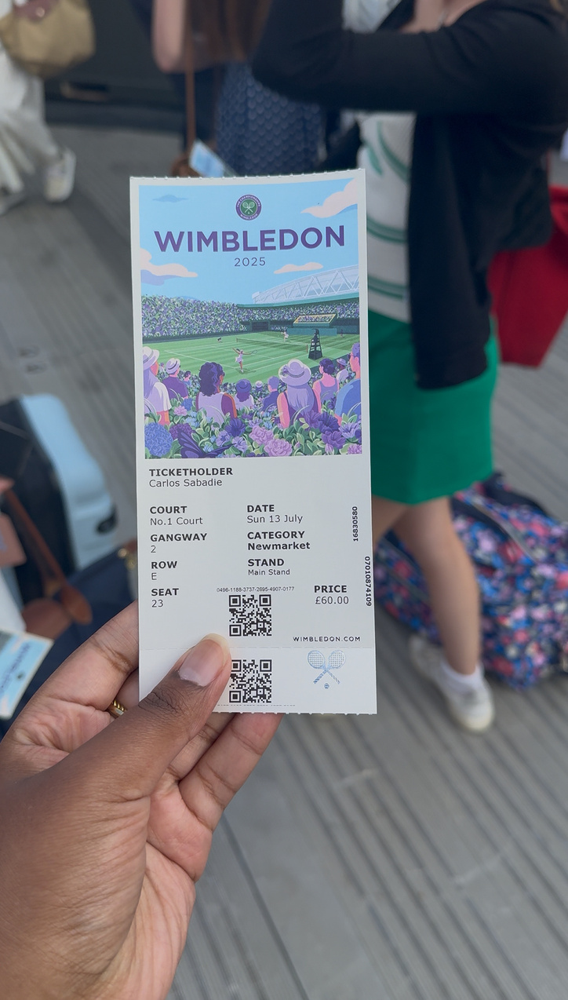 WIMBLEDON
2025
TICKETHOLDER
Carlos Sabadie
COURT
No.1 Court
DATE
Sun 13 July
GANGWAY
2
CATEGORY
Newmarket
ROW
E
STAND
Main Stand
SEAT
23
0496-1188-3737-2695-4907-0177
PRICE
£60.00
16830580
07010874109
WIMBLEDON.COM